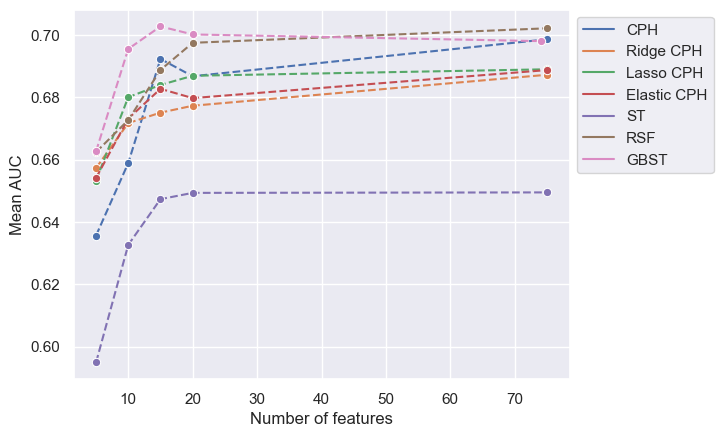 0.70
0.68
0.66
0.64
0.62
0.60
Mean AUC
10 20 30 40 50 60 70
Number of features
CPH
Ridge CPH
Lasso CPH
Elastic CPH
ST
RSF
GBST